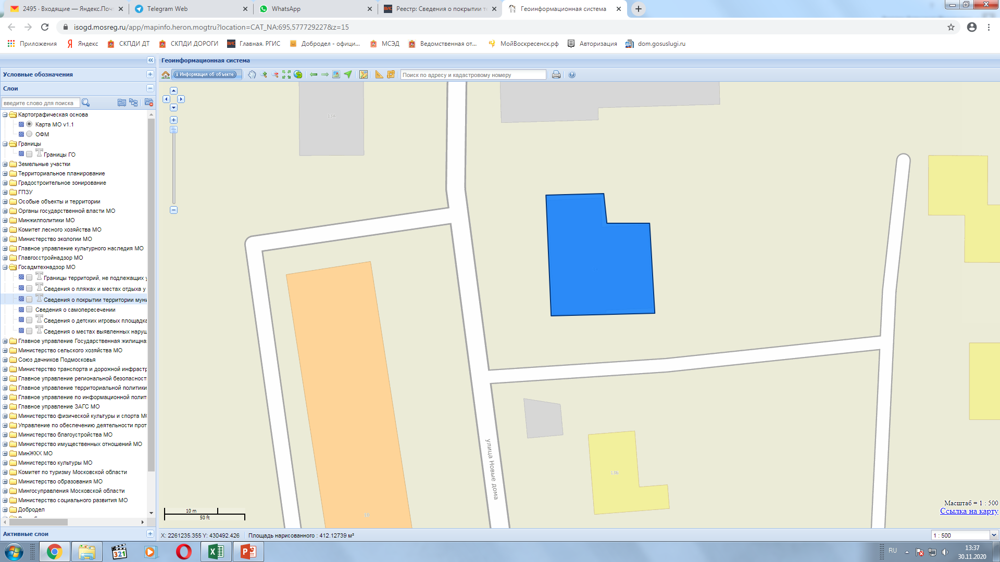 2495 · Входящие — Яндекс.Поч
Telegram Web
WhatsApp
Реестр: Сведения о покрытии т
Геоинформационная система
isogd.mosreg.ru/app/mapinfo.heron.mogtru?location=CAT_NA:695,577729227&z=15
Приложения
Яндекс
СКПДИ ДТ
СКПДИ ДОРОГИ
Главная. РГИС
Добродел - офици...
МСЭД
Ведомственная от...
МойВоскресенск.рф
Авторизация
dom.gosuslugi.ru
Геоинформационная система
Условные обозначения
Информация об объекте
Поиск по адресу и кадастровому номеру
Слои
введите слово для поиска
Картографическая основа
Карта МО v1.1
ОФМ
Границы
Границы ГО
Земельные участки
Территориальное планирование
Градостроительное зонирование
ГПЗУ
Особые объекты и территории
Органы государственной власти МО
Минжилполитики МО
Комитет лесного хозяйства МО
Министерство экологии МО
Главное управление культурного наследия МО
Главгосстройнадзор МО
Госадмтехнадзор МО
Границы территорий, не подлежащих у
Сведения о пляжах и местах отдыха у
Сведения о покрытии территории муни
Сведения о самопересечении
Сведения о детских игровых площадка
Сведения о местах выявленных наруш
Главное управление Государственная жилищна
Министерство сельского хозяйства МО
Союз дачников Подмосковья
Министерство транспорта и дорожной инфрастр
Главное управление региональной безопасност
Главное управление территориальной политики
Главное управление по информационной полит
Главное управление ЗАГС МО
Министерство физической культуры и спорта МО
Управление по обеспечению деятельности прот
Министерство благоустройства МО
Министерство имущественных отношений МО
МинЖКХ МО
Министерство культуры МО
Комитет по туризму Московской области
Министерство образования МО
Мингосуправления Московской области
Министерство социального развития МО
Добродел
Активные слои
13А
улица Новые дома
13Б
10
10 m
50 ft
Масштаб = 1 : 500
Ссылка на карту
X: 2261235.355 Y: 430492.426
Площадь нарисованного : 412.12739 м²
1 : 500
321
RU
13:37
30.11.2020